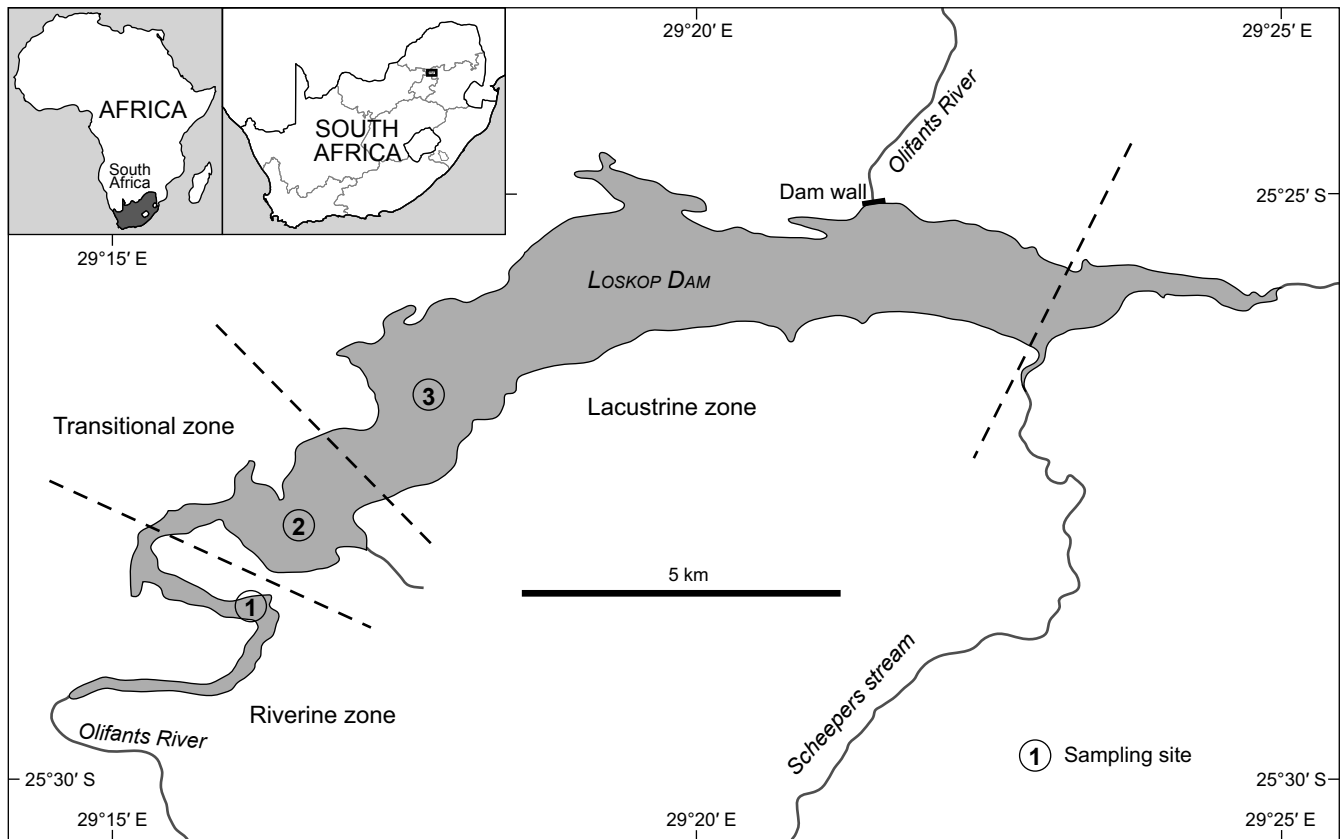 29°20′ E
29°25′ E
AFRICA
South
Africa
SOUTH
AFRICA
Olifants River
Dam wall
25°25′ S
29°15′ E
LOSKOP DAM
3
Transitional zone
Lacustrine zone
2
5 km
1
Riverine zone
Olifants River
Scheepers stream
1 Sampling site
25°30′ S
25°30′ S
29°15′ E
29°20′ E
29°25′ E